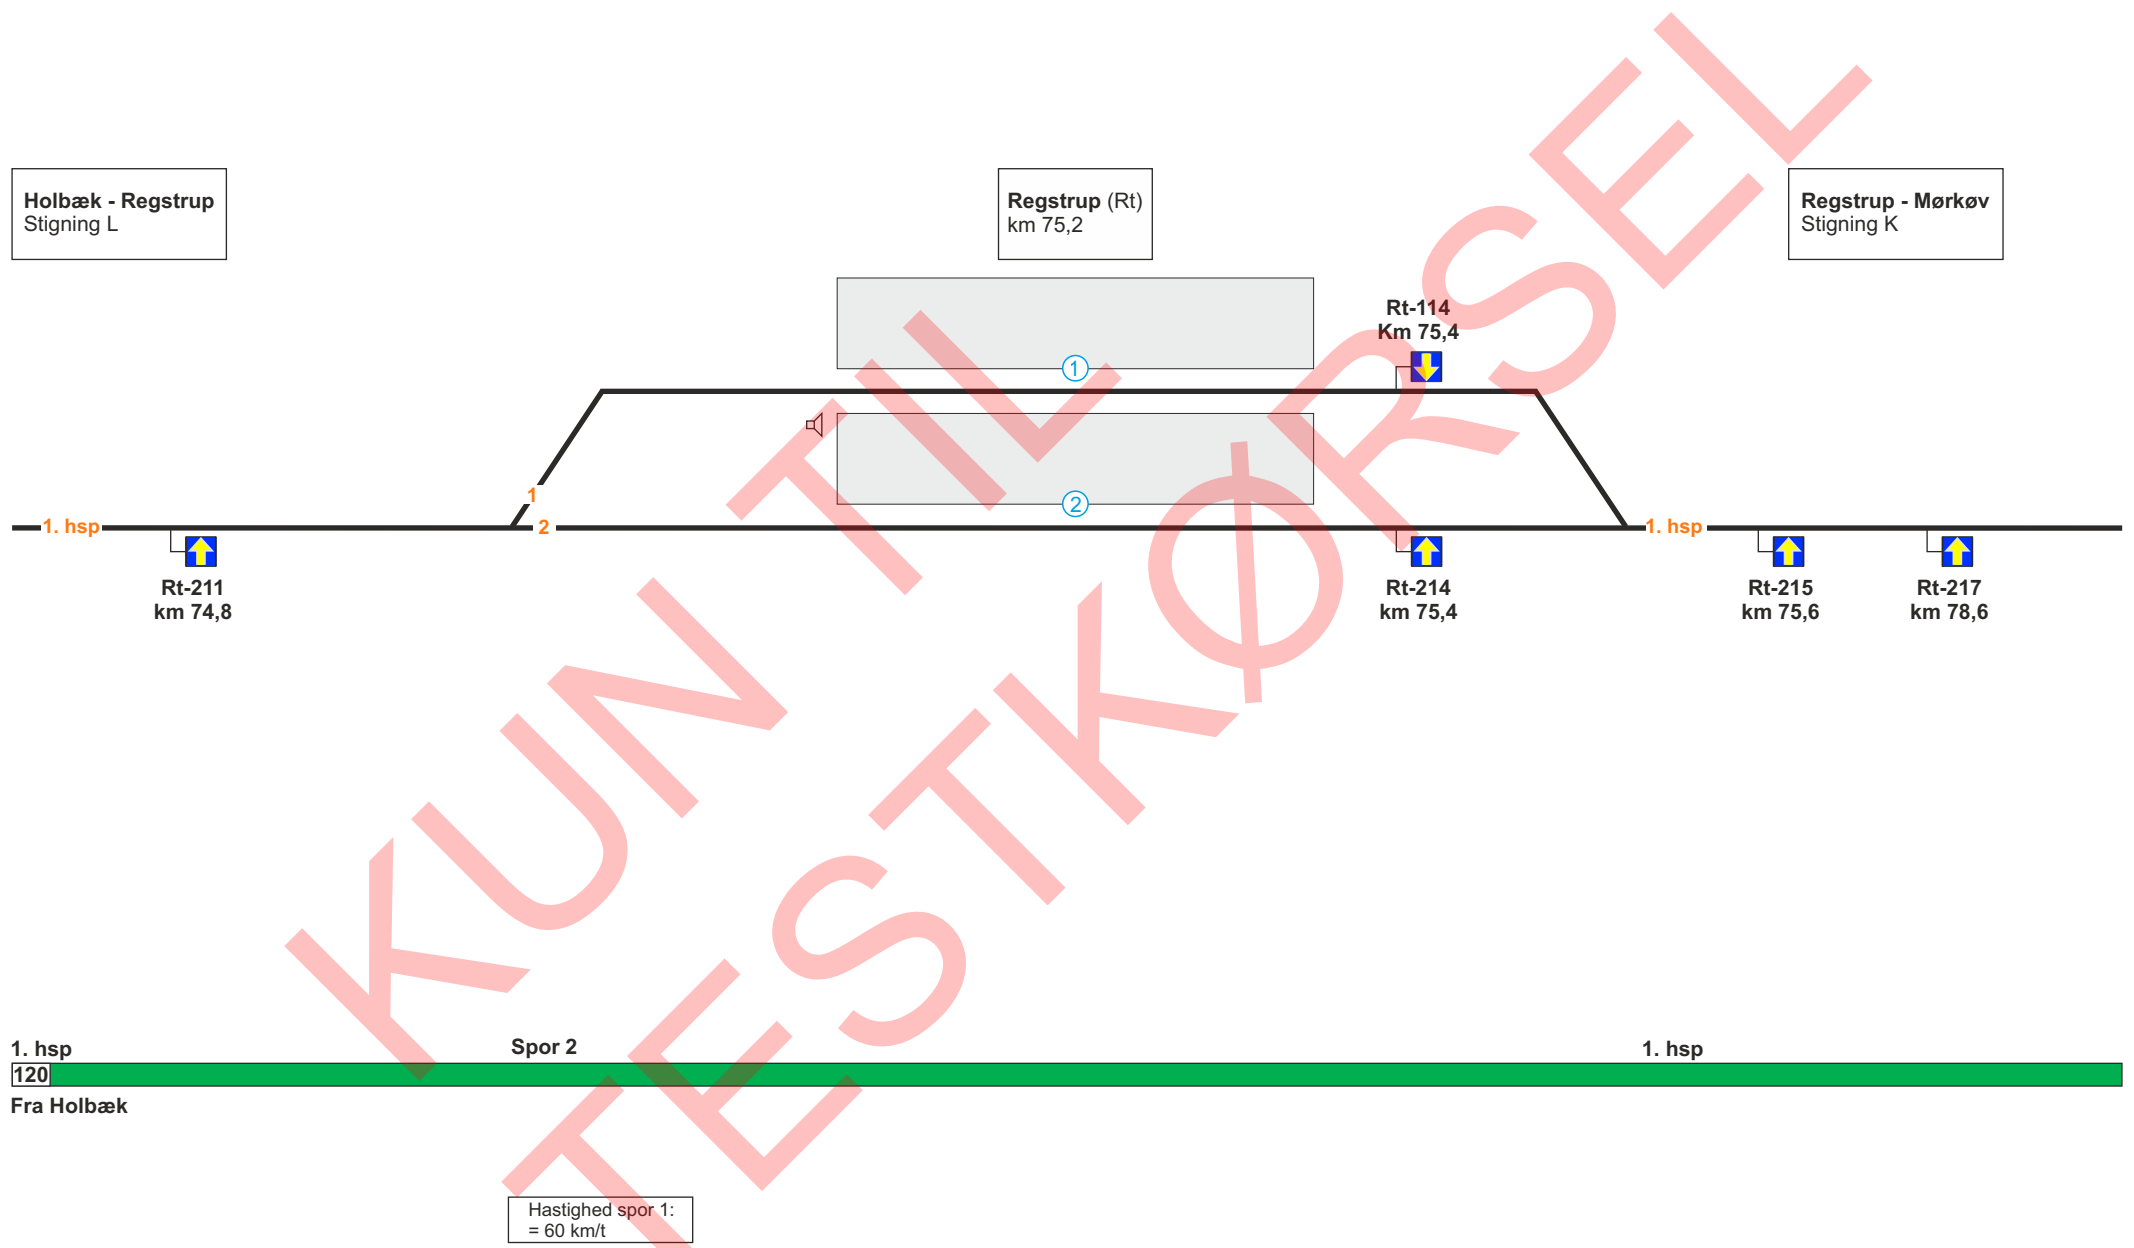 Holbæk - Regstrup
Stigning L
Regstrup (Rt)
km 75,2
Regstrup - Mørkøv
Stigning K
Rt-114
Km 75,4
1
2
1
1. hsp
2
1. hsp
Rt-211
km 74,8
Rt-214
km 75,4
Rt-215
km 75,6
Rt-217
km 78,6
KUN TIL
TESTKØRSEL
1. hsp
Spor 2
1. hsp
120
Fra Holbæk
Hastighed spor 1:
= 60 km/t